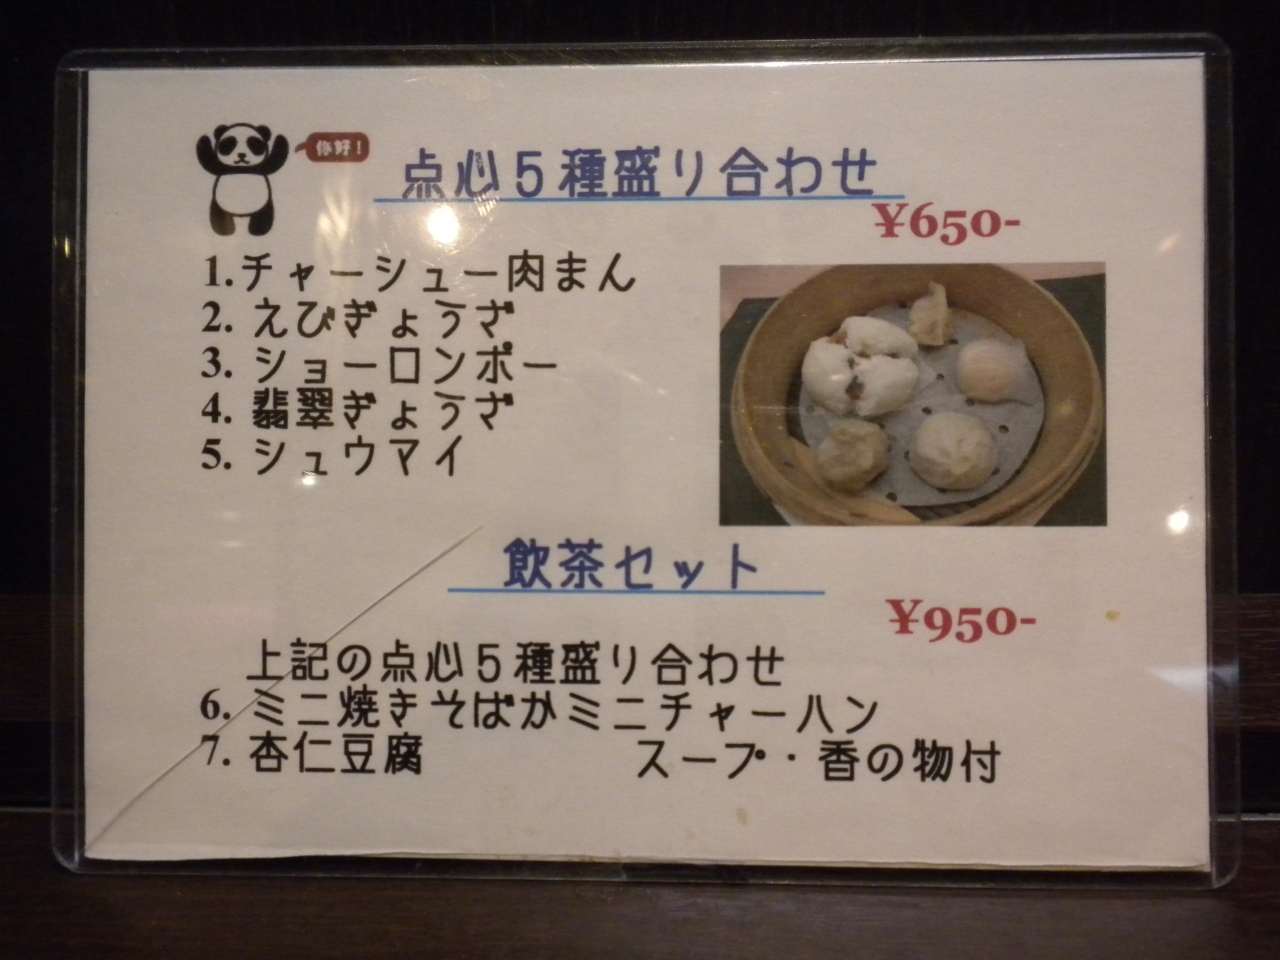 你好！
点心５種盛り合わせ
¥650-
1.チャーシュー肉まん
2. えびぎょうざ
3. ショーロンポー
4. 翡翠ぎょうざ
5. シュウマイ
飲茶セット
¥950-
上記の点心５種盛り合わせ
6. ミニ焼きそばかミニチャーハン
7. 杏仁豆腐 スープ・香の物付